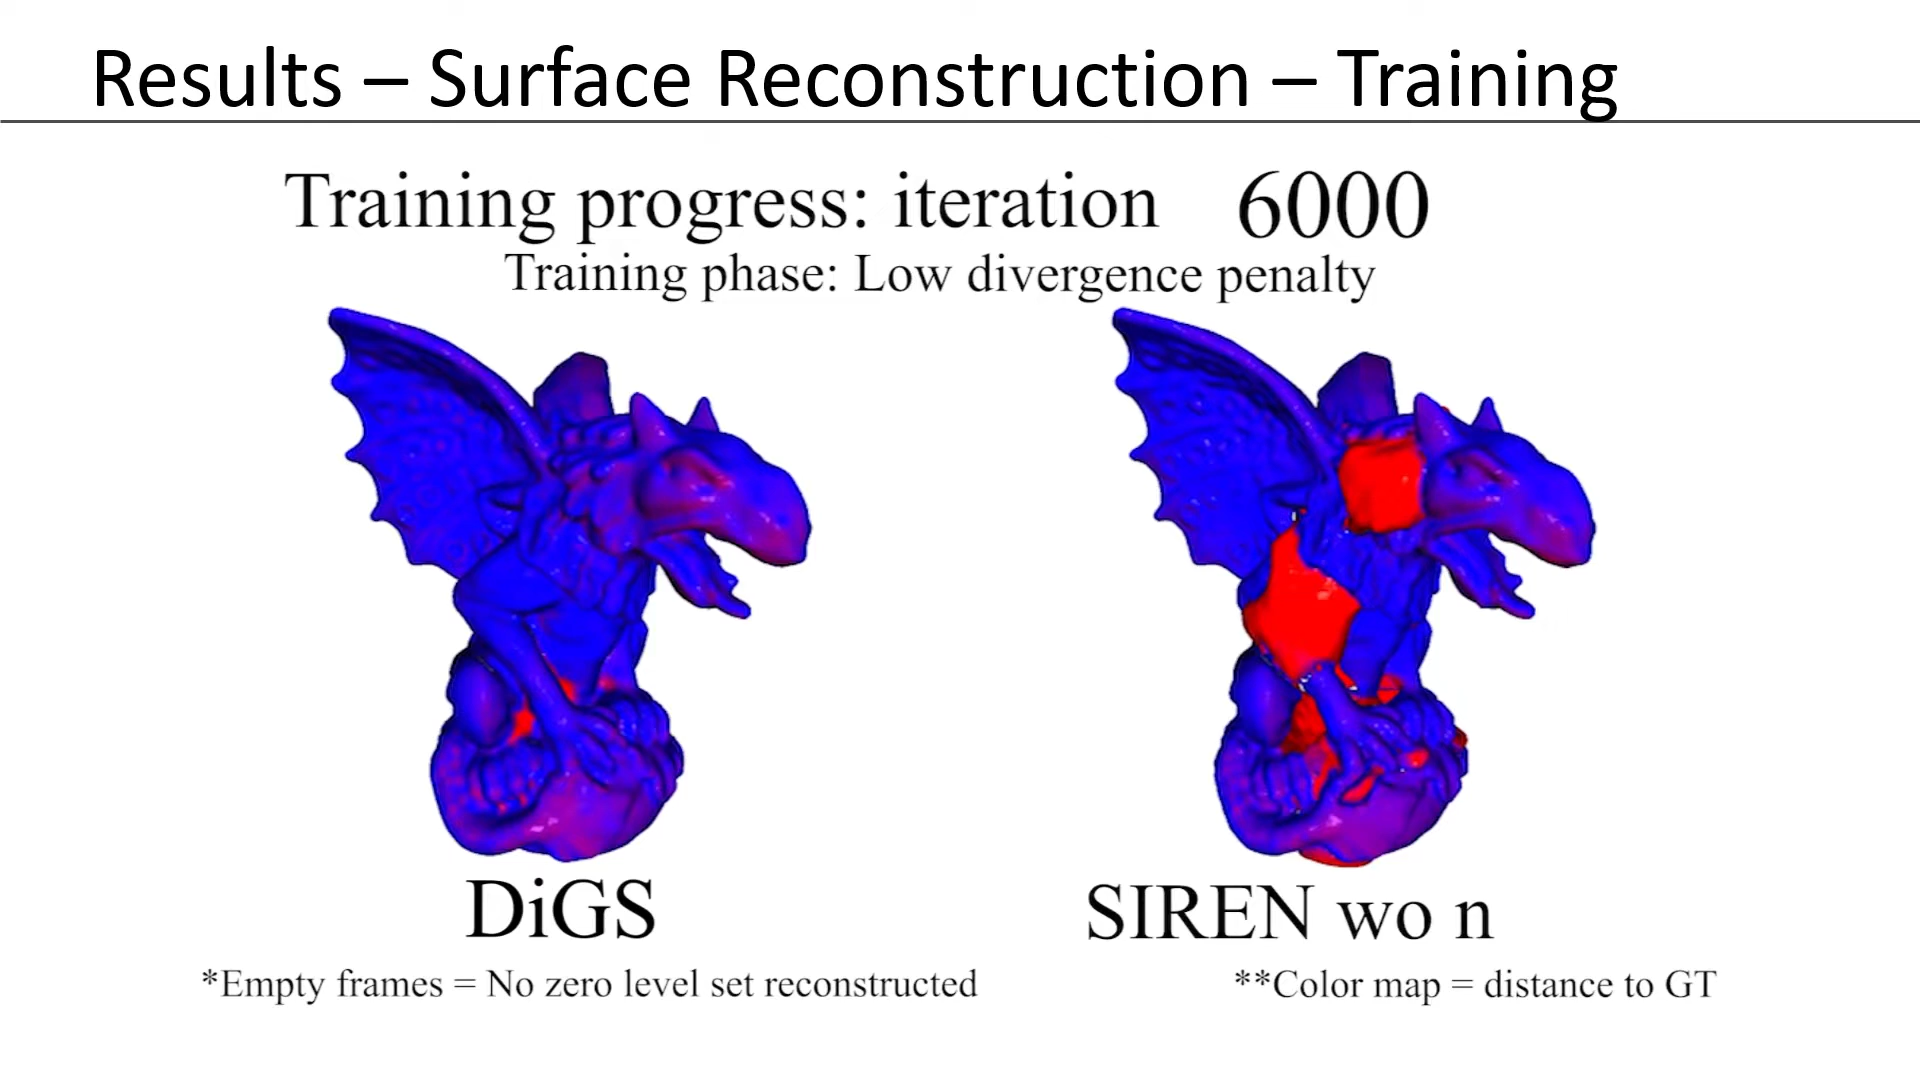 Results – Surface Reconstruction – Training
Training progress: iteration 6000
Training phase: Low divergence penalty
DiGS
SIREN wo n
*Empty frames = No zero level set reconstructed
**Color map = distance to GT